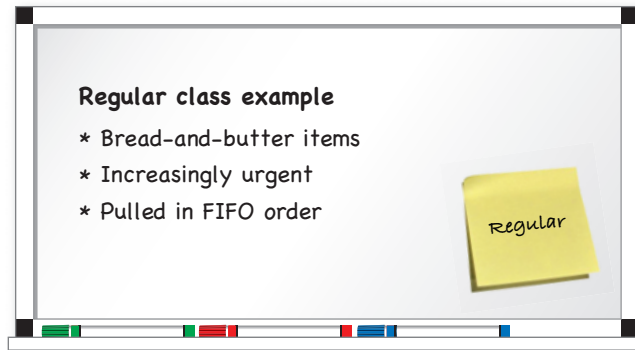 Regular class example
* Bread-and-butter items
* Increasingly urgent
* Pulled in FIFO order
Regular